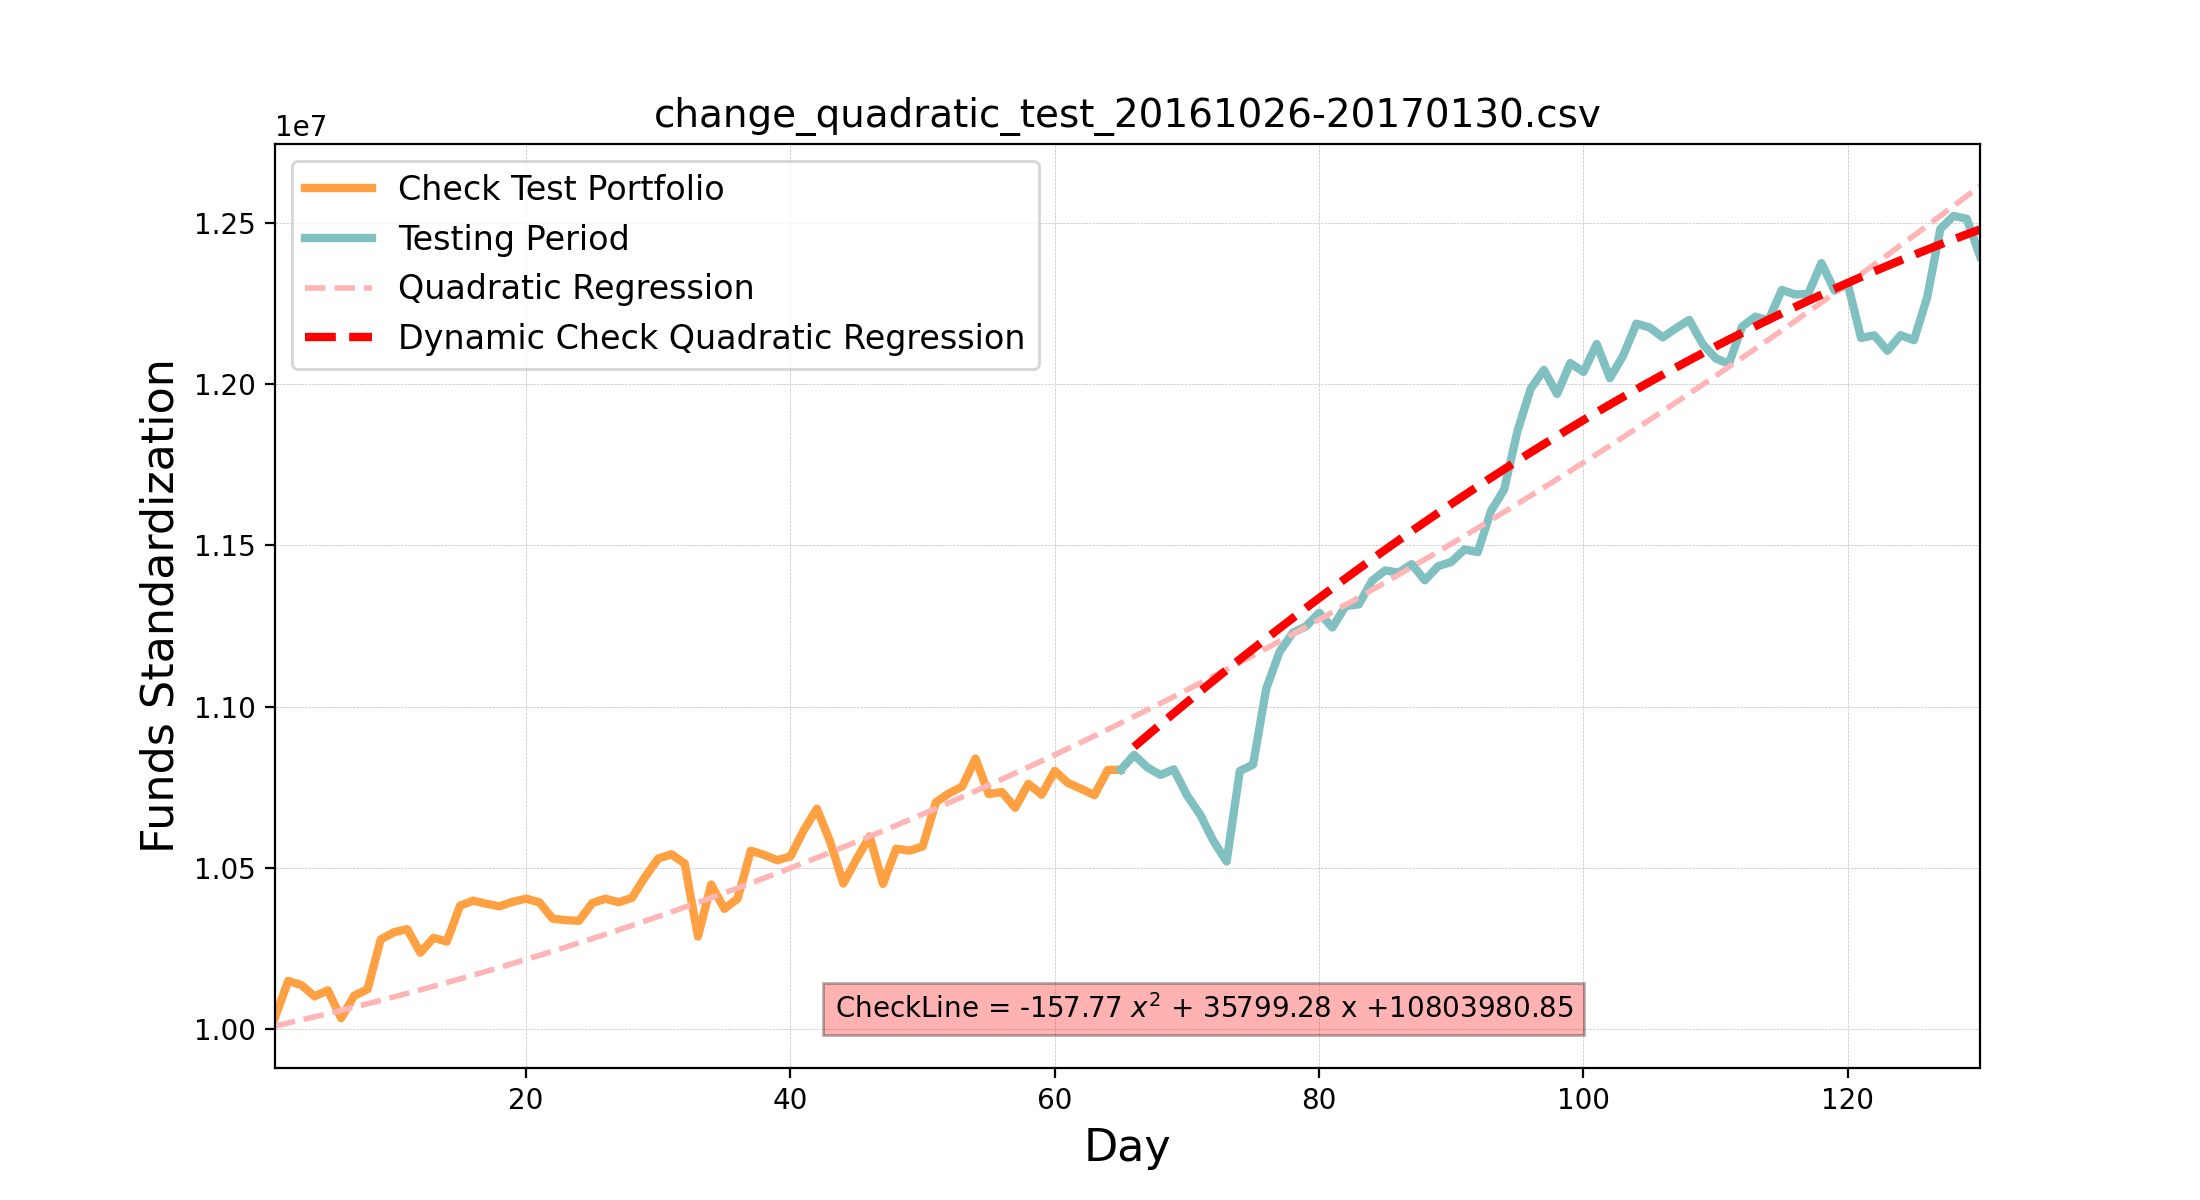 change_quadratic_test_20161026-20170130.csv
1e7
Check Test Portfolio
Testing Period
Quadratic Regression
Dynamic Check Quadratic Regression
1.25
1.20
1.15
1.10
1.05
1.00
Funds Standardization
CheckLine = -157.77 x² + 35799.28 x +10803980.85
20 40 60 80 100 120
Day